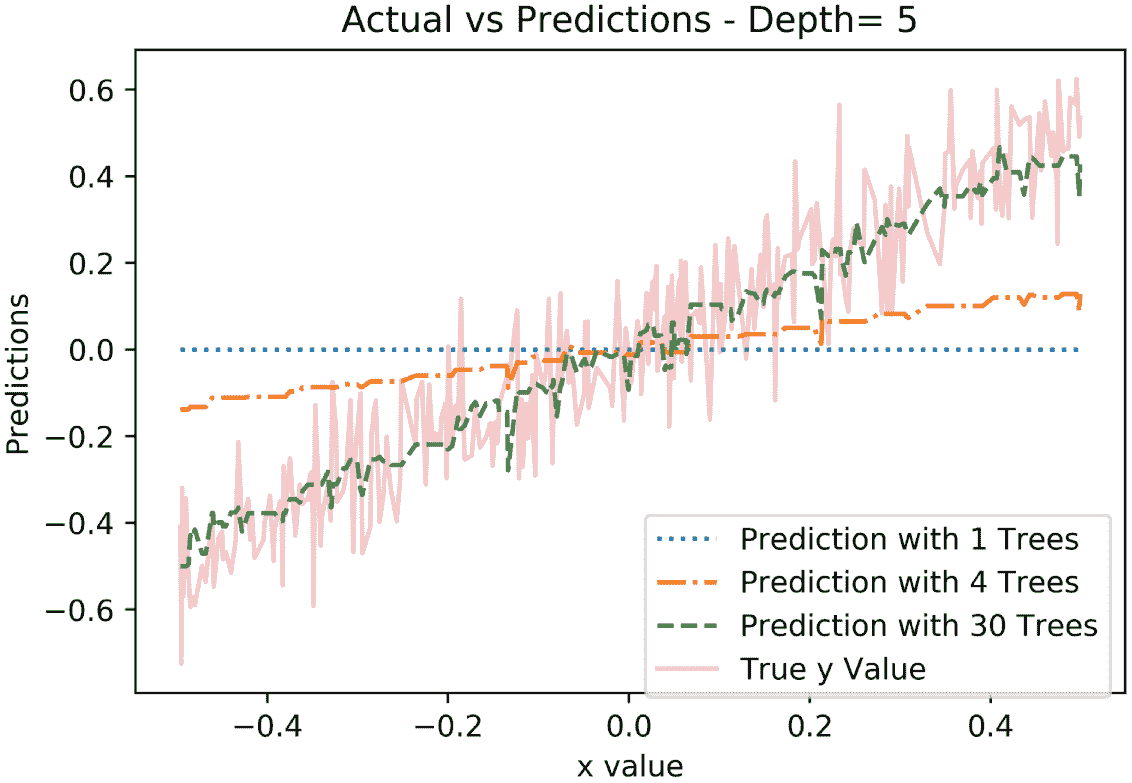 Actual vs Predictions - Depth= 5
Predictions
0.6
0.4
0.2
0.0
−0.2
−0.4
−0.6
Prediction with 1 Trees
Prediction with 4 Trees
Prediction with 30 Trees
True y Value
−0.4
−0.2
0.0
0.2
0.4
x value